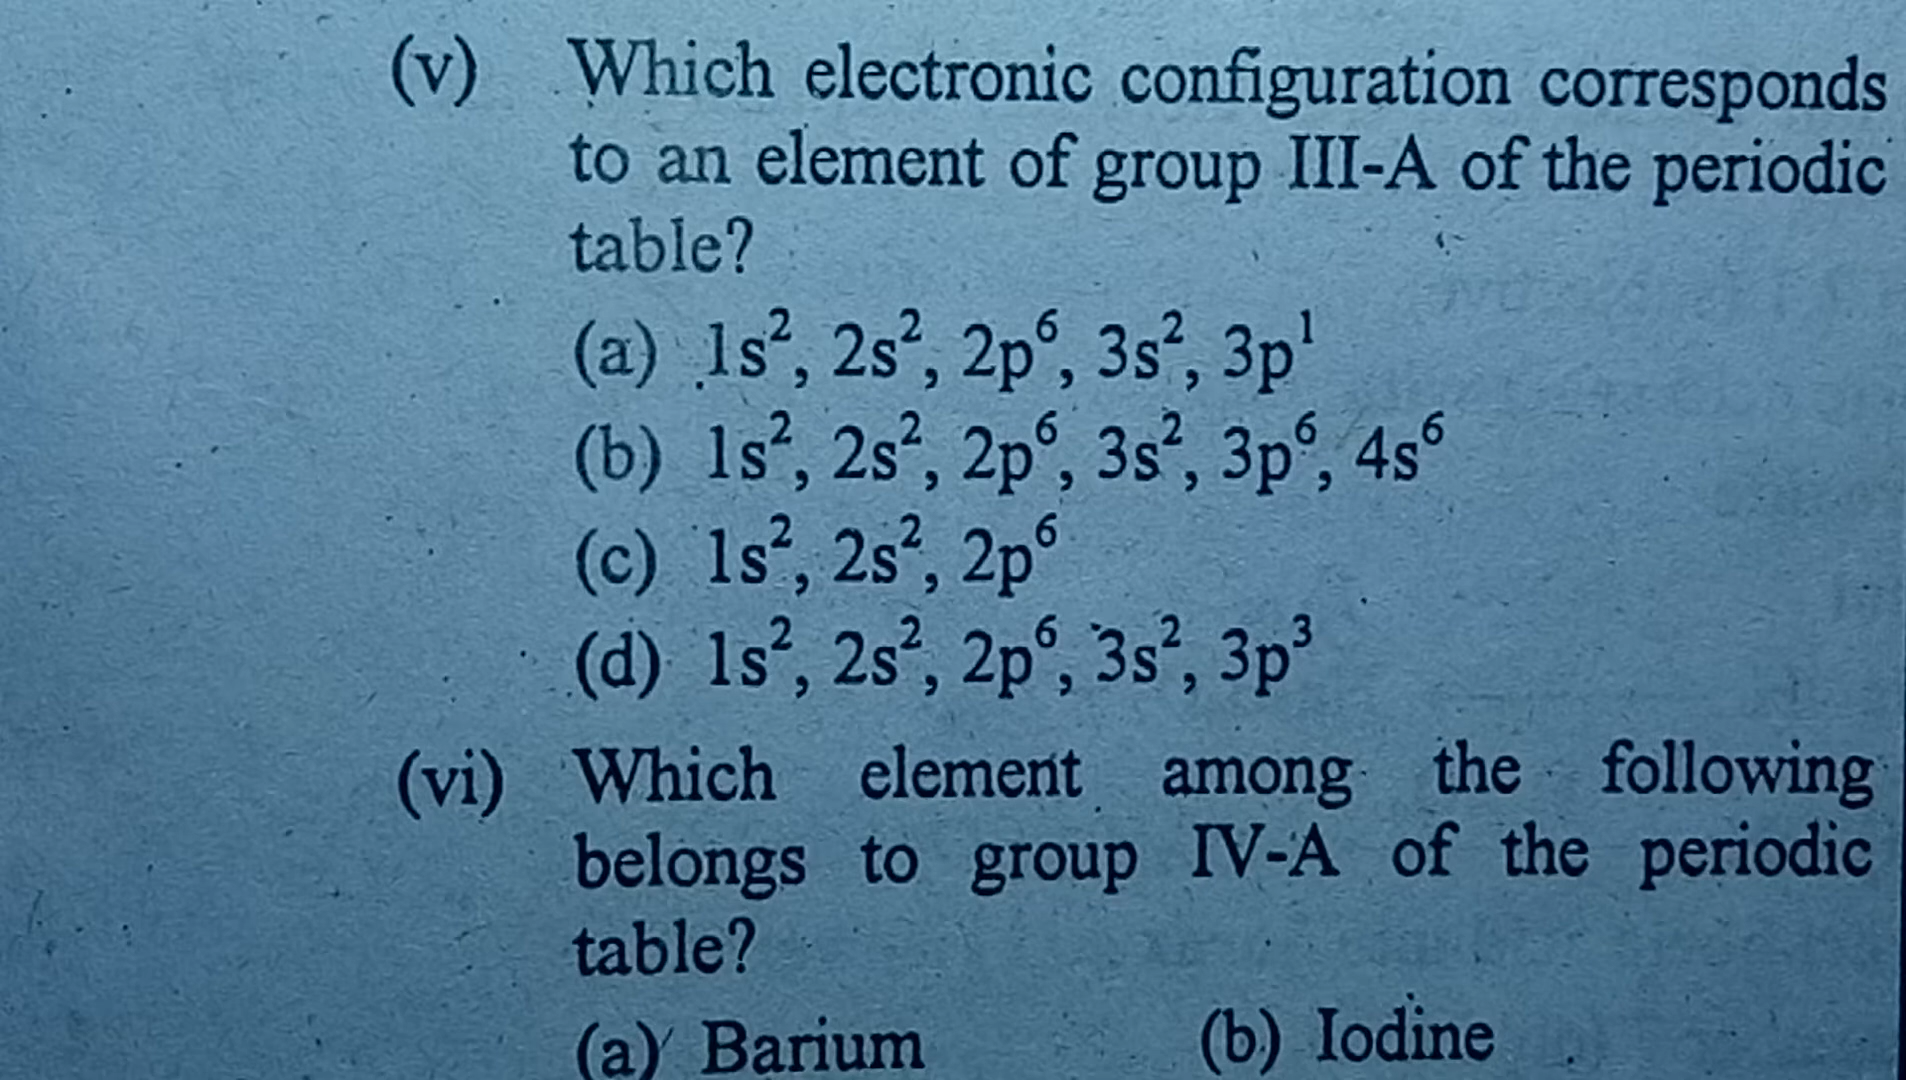 (v) Which electronic configuration corresponds
to an element of group III-A of the periodic
table?
(a) 1s², 2s², 2p⁶, 3s², 3p¹
(b) 1s², 2s², 2p⁶, 3s², 3p⁶, 4s⁶
(c) 1s², 2s², 2p⁶
(d) 1s², 2s², 2p⁶, 3s², 3p³
(vi) Which element among the following
belongs to group IV-A of the periodic
table?
(a) Barium (b) Iodine